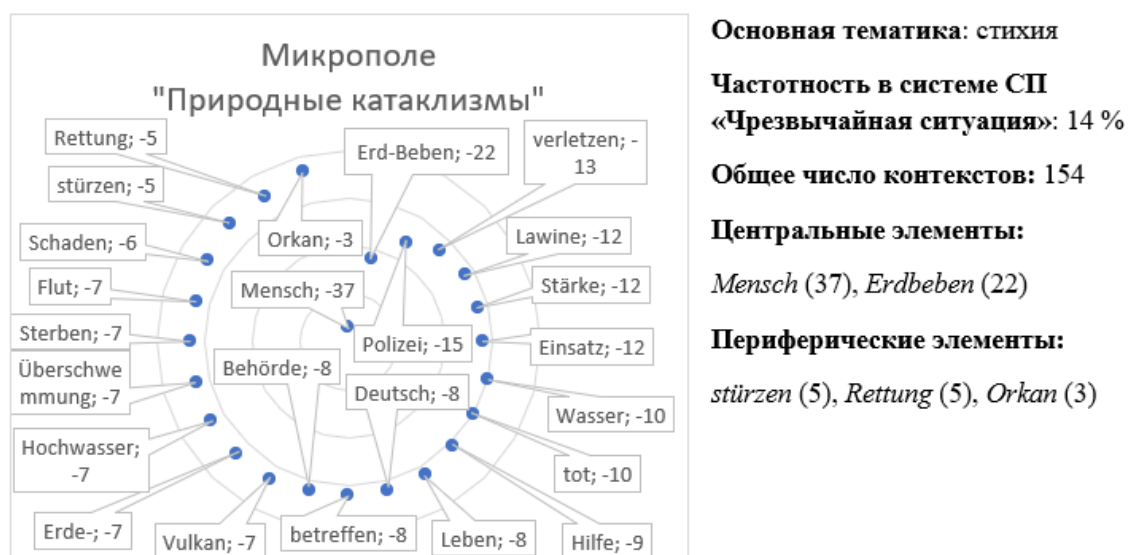 Микрополе
"Природные катаклизмы"
Rettung; -5
stürzen; -5
Schaden; -6
Flut; -7
Sterben; -7
Überschwe
mmung; -7
Hochwasser;
-7
Erde-; -7
Vulkan; -7
betreffen; -8
Leben; -8
Hilfe; -9
tot; -10
Wasser; -10
Einsatz; -12
Stärke; -12
Lawine; -12
verletzen; -
13
Erd-Beben; -22
Orkan; -3
Mensch; -37
Polizei; -15
Behörde; -8
Deutsch; -8
Основная тематика: стихия
Частотность в системе СП
«Чрезвычайная ситуация»: 14 %
Общее число контекстов: 154
Центральные элементы:
Mensch (37), Erdbeben (22)
Периферические элементы:
stürzen (5), Rettung (5), Orkan (3)